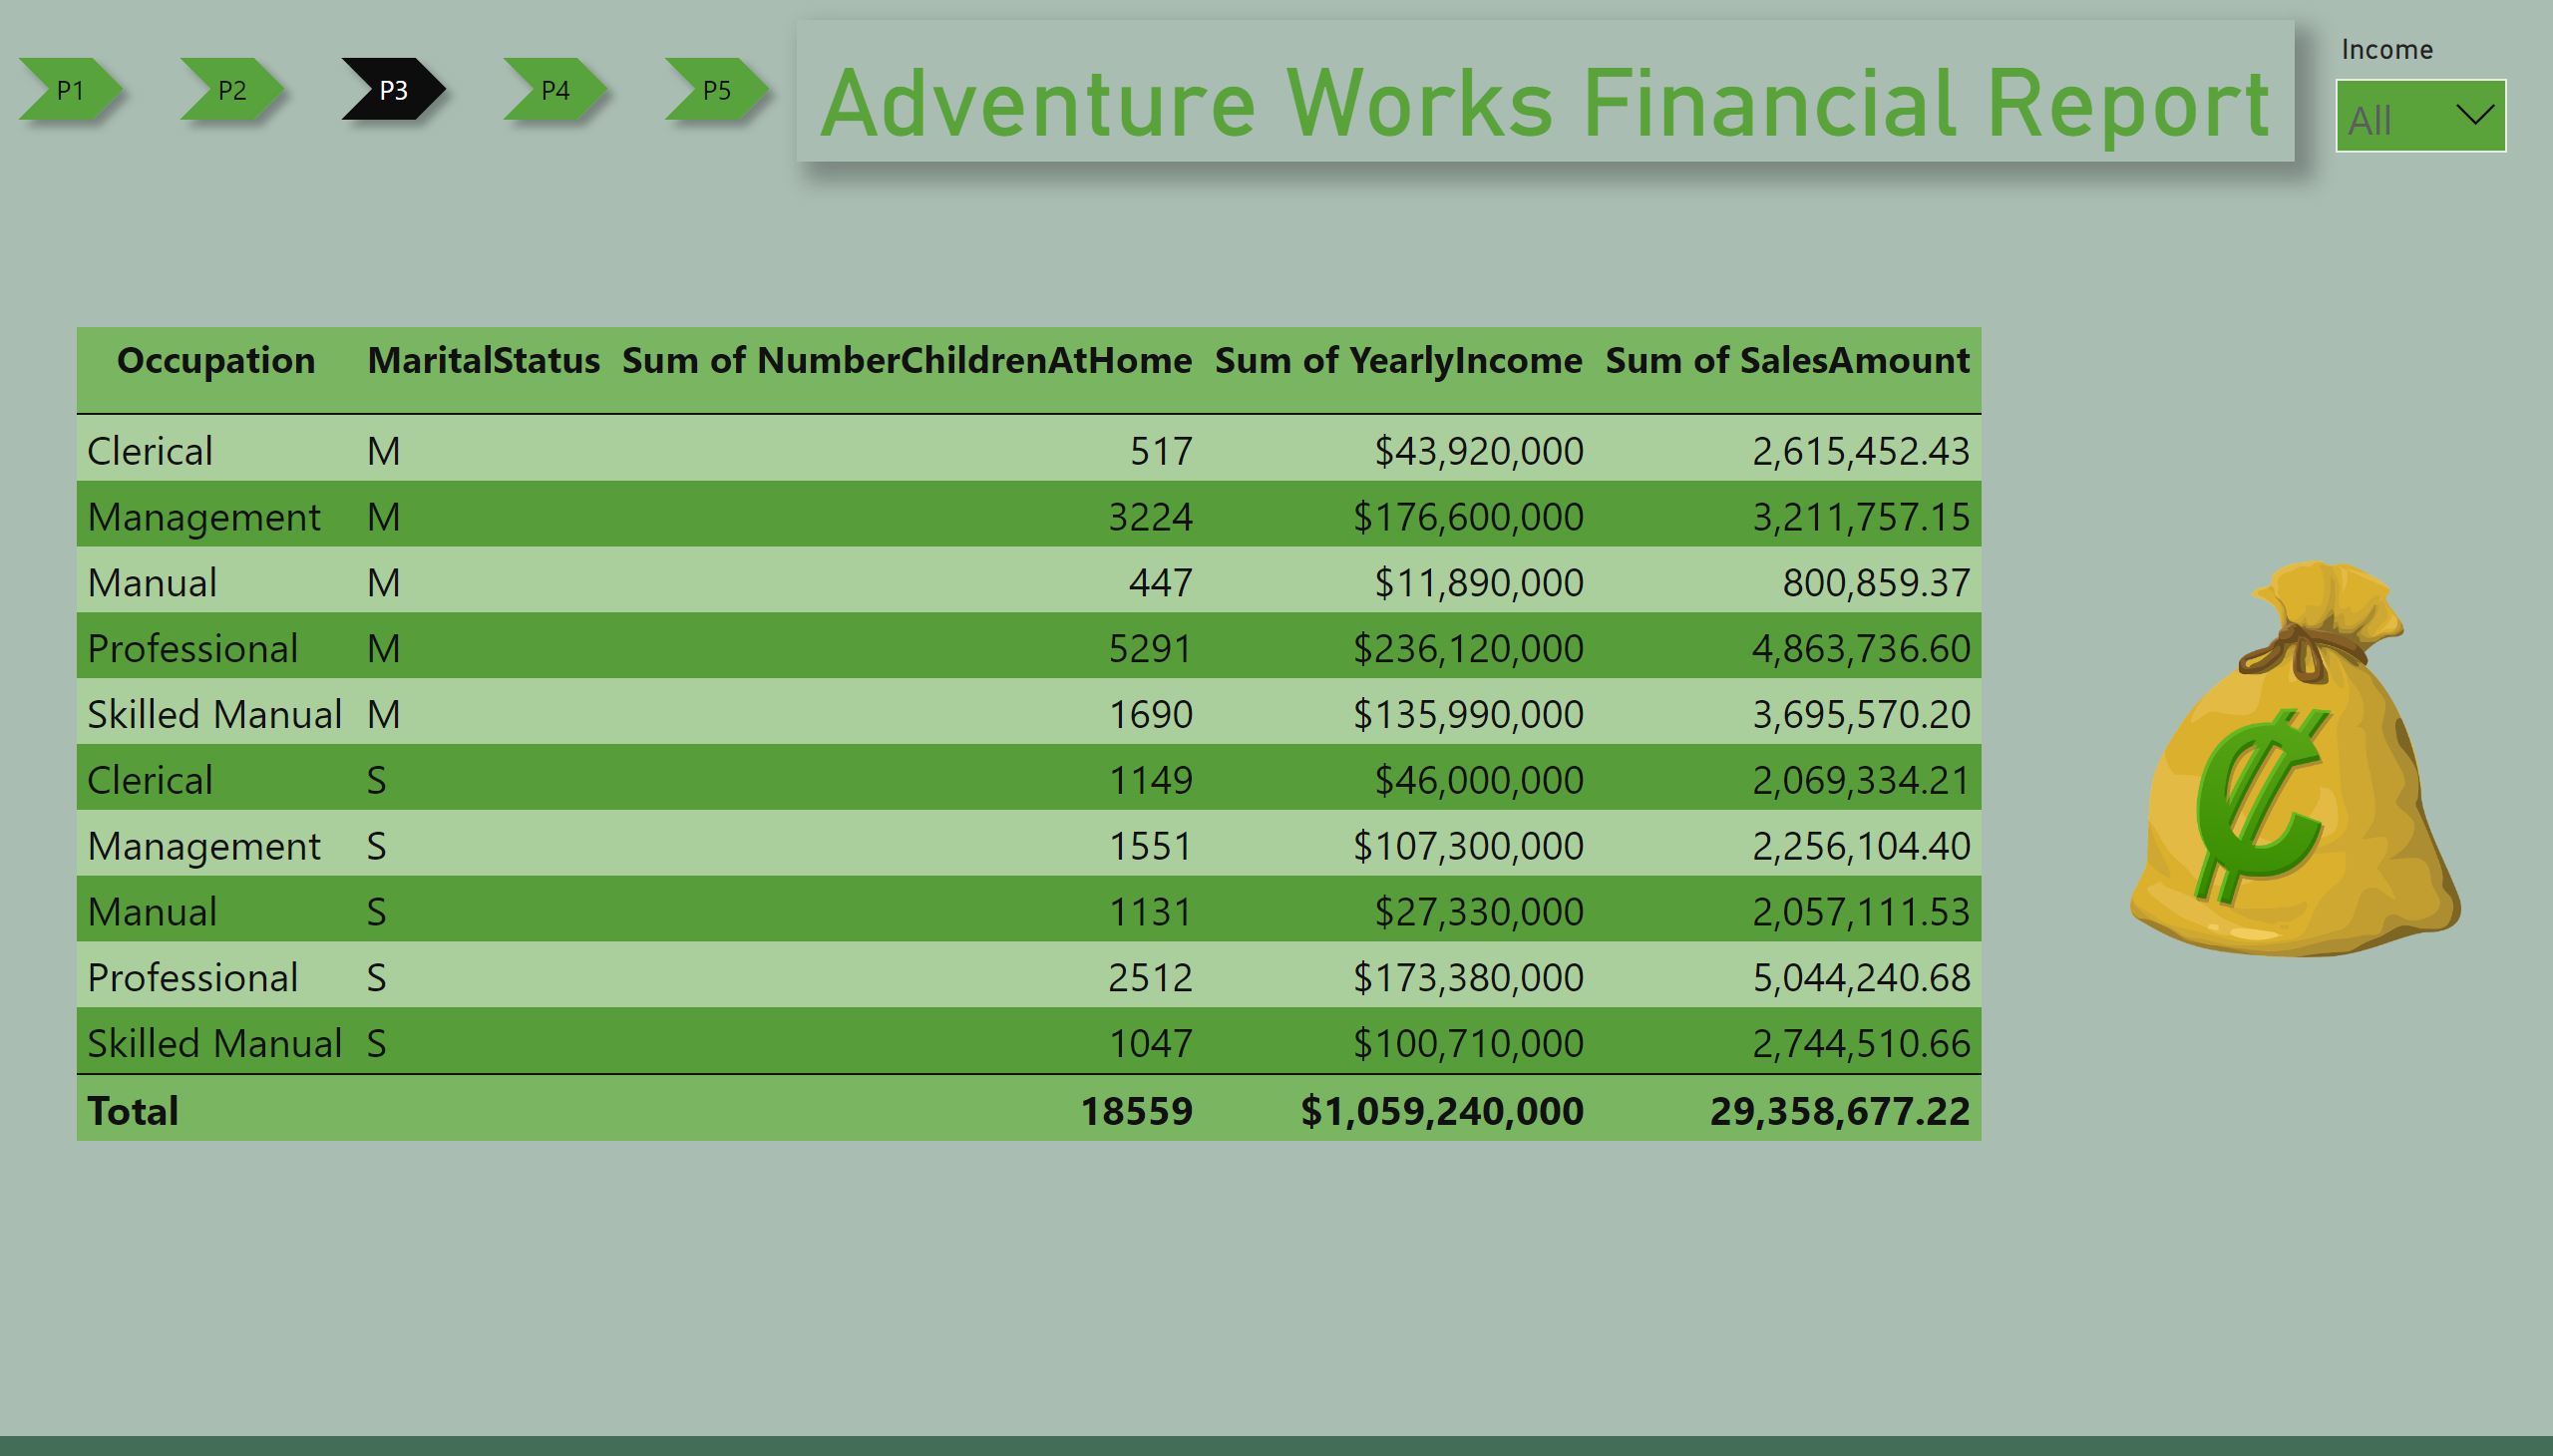 P1 P2 P3 P4 P5
Adventure Works Financial Report
Income
All
Occupation MaritalStatus Sum of NumberChildrenAtHome Sum of YearlyIncome Sum of SalesAmount
Clerical M 517 $43,920,000 2,615,452.43
Management M 3224 $176,600,000 3,211,757.15
Manual M 447 $11,890,000 800,859.37
Professional M 5291 $236,120,000 4,863,736.60
Skilled Manual M 1690 $135,990,000 3,695,570.20
Clerical S 1149 $46,000,000 2,069,334.21
Management S 1551 $107,300,000 2,256,104.40
Manual S 1131 $27,330,000 2,057,111.53
Professional S 2512 $173,380,000 5,044,240.68
Skilled Manual S 1047 $100,710,000 2,744,510.66
Total 18559 $1,059,240,000 29,358,677.22
₡